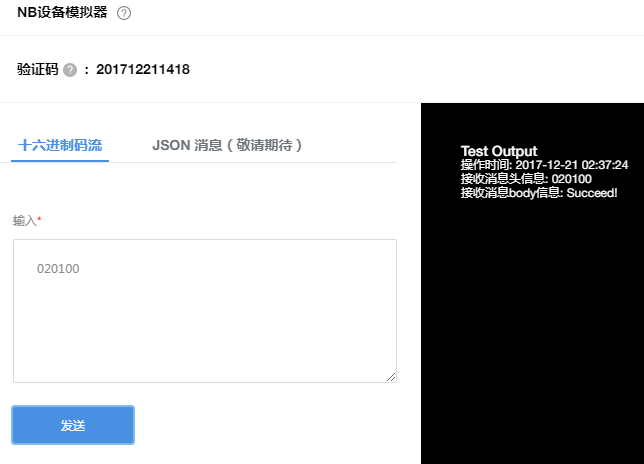 NB设备模拟器 ?
验证码 ? ： 201712211418
十六进制码流 JSON 消息 ( 敬请期待 )
输入*
020100
发送
Test Output
操作时间: 2017-12-21 02:37:24
接收消息头信息: 020100
接收消息body信息: Succeed!